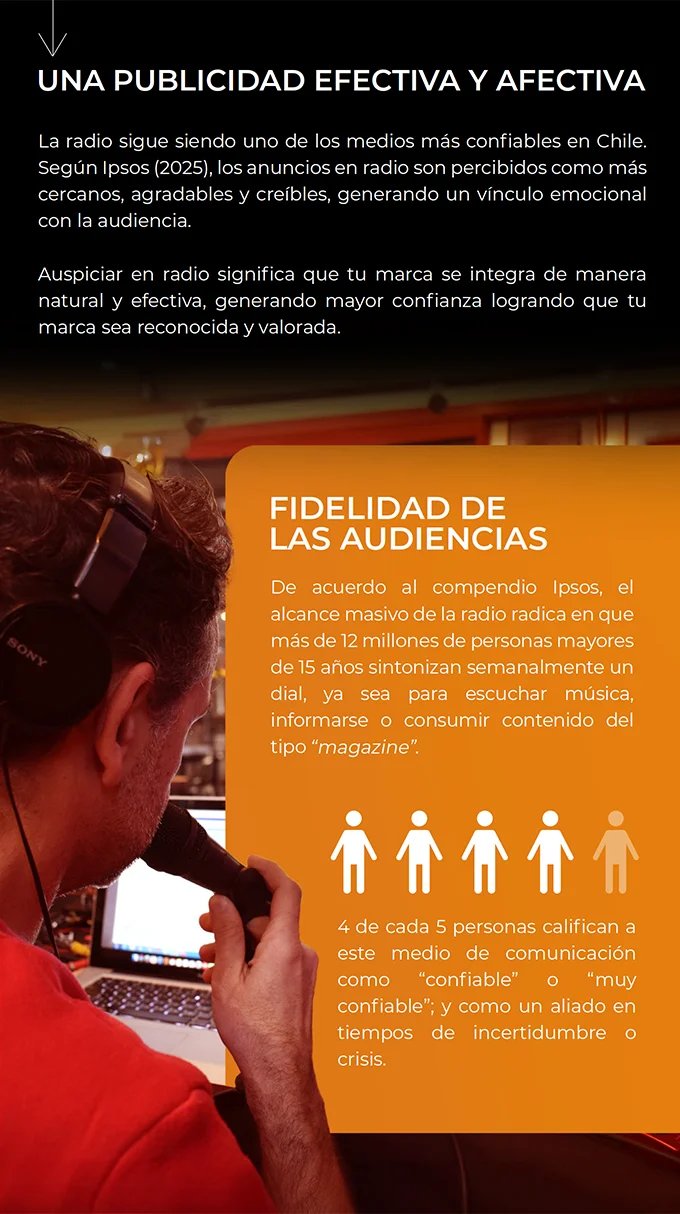 UNA PUBLICIDAD EFECTIVA Y AFECTIVA
La radio sigue siendo uno de los medios más confiables en Chile.
Según Ipsos (2025), los anuncios en radio son percibidos como más
cercanos, agradables y creíbles, generando un vínculo emocional
con la audiencia.
Auspiciar en radio significa que tu marca se integra de manera
natural y efectiva, generando mayor confianza logrando que tu
marca sea reconocida y valorada.
FIDELIDAD DE
LAS AUDIENCIAS
De acuerdo al compendio Ipsos, el
alcance masivo de la radio radica en que
más de 12 millones de personas mayores
de 15 años sintonizan semanalmente un
dial, ya sea para escuchar música,
informarse o consumir contenido del
tipo “magazine”.
SONY
4 de cada 5 personas califican a
este medio de comunicación
como “confiable” o “muy
confiable”; y como un aliado en
tiempos de incertidumbre o
crisis.